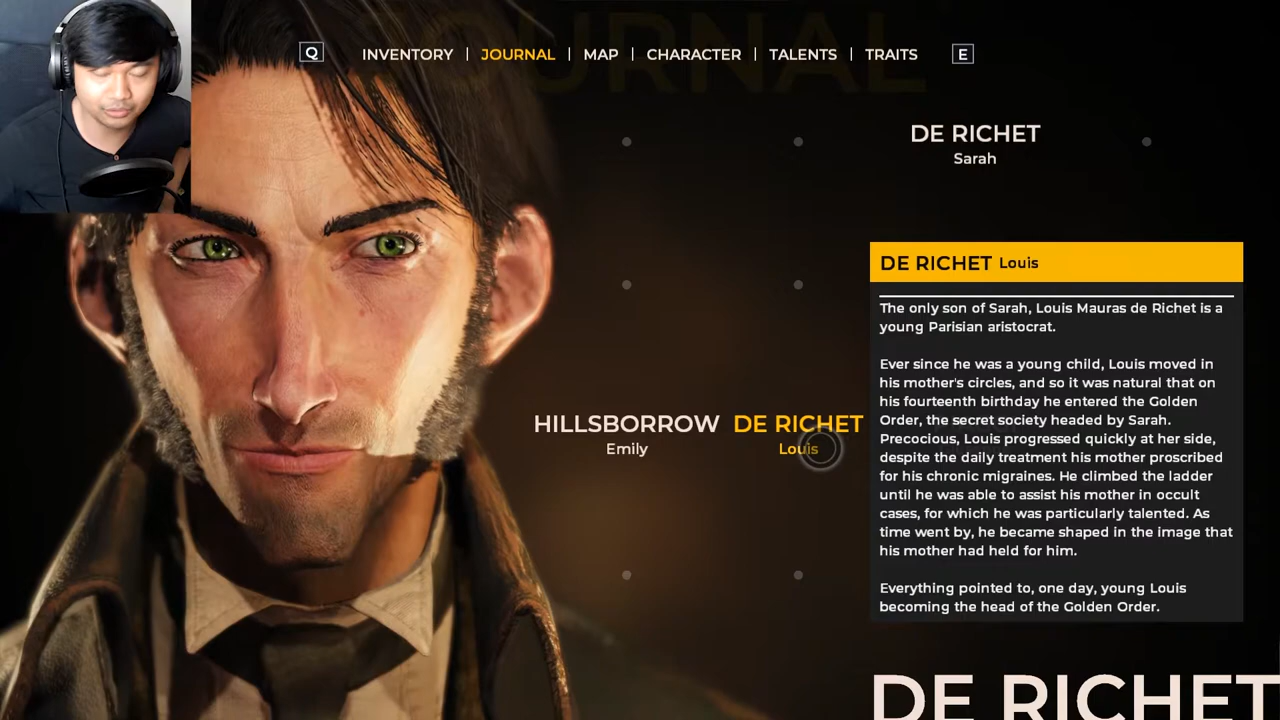 JOURNAL
Q INVENTORY | JOURNAL | MAP | CHARACTER | TALENTS | TRAITS E
DE RICHET
Sarah
HILLSBORROW
Emily
DE RICHET
Louis
DE RICHET Louis
The only son of Sarah, Louis Mauras de Richet is a
young Parisian aristocrat.
Ever since he was a young child, Louis moved in
his mother's circles, and so it was natural that on
his fourteenth birthday he entered the Golden
Order, the secret society headed by Sarah.
Precocious, Louis progressed quickly at her side,
despite the daily treatment his mother proscribed
for his chronic migraines. He climbed the ladder
until he was able to assist his mother in occult
cases, for which he was particularly talented. As
time went by, he became shaped in the image that
his mother had held for him.
Everything pointed to, one day, young Louis
becoming the head of the Golden Order.
DE RICHET